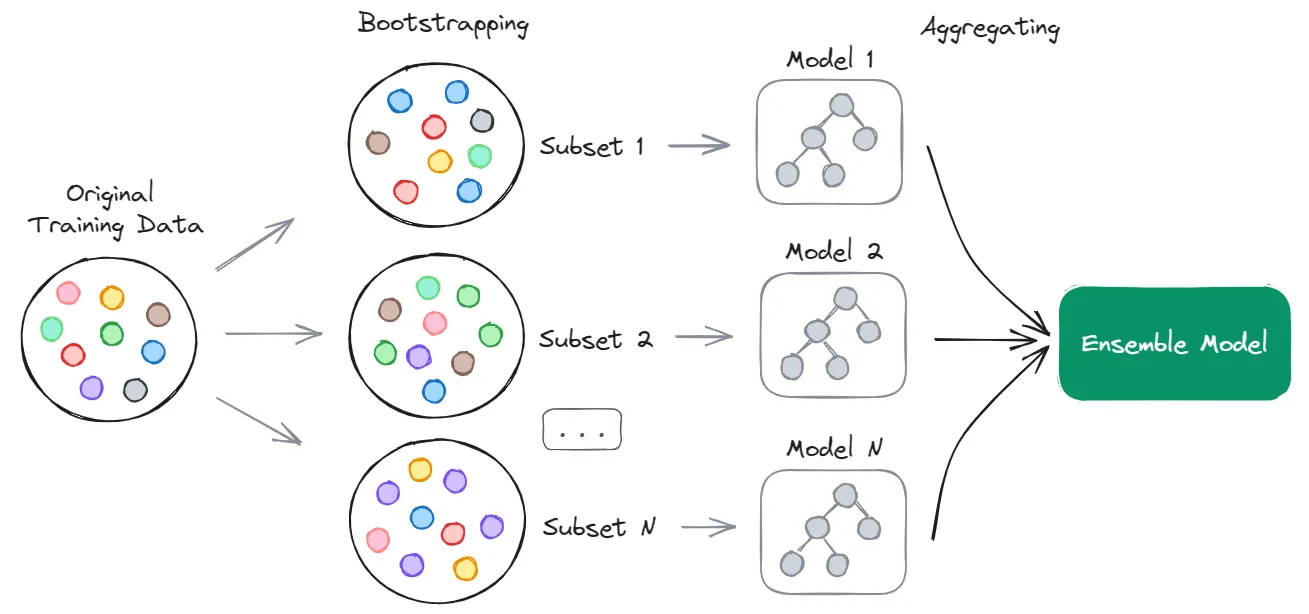 Bootstrapping
Aggregating
Original
Training Data
Subset 1
Model 1
Subset 2
Model 2
. . .
Subset N
Model N
Ensemble Model